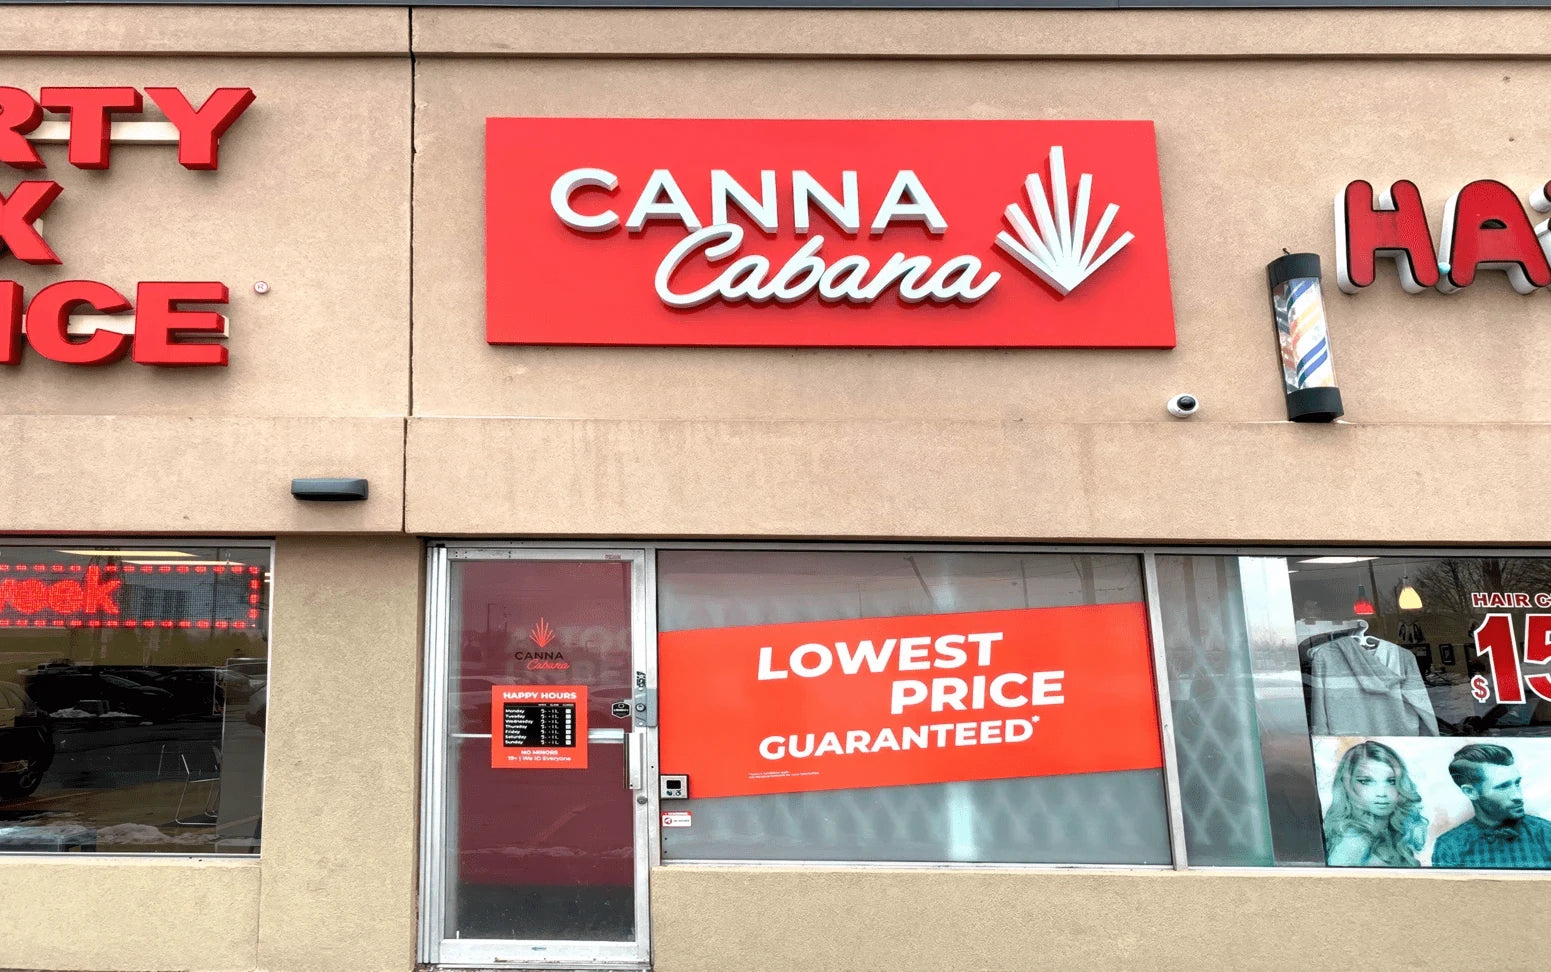 RTY
X
ICE
®
CANNA
Cabana
HA
week
CANNA
Cabana
HAPPY HOURS
Monday
Tuesday
Wednesday
Thursday
Friday
Saturday
Sunday
NO MINORS
19+ | We ID Everyone
LOWEST
PRICE
GUARANTEED*
HAIR C
$15